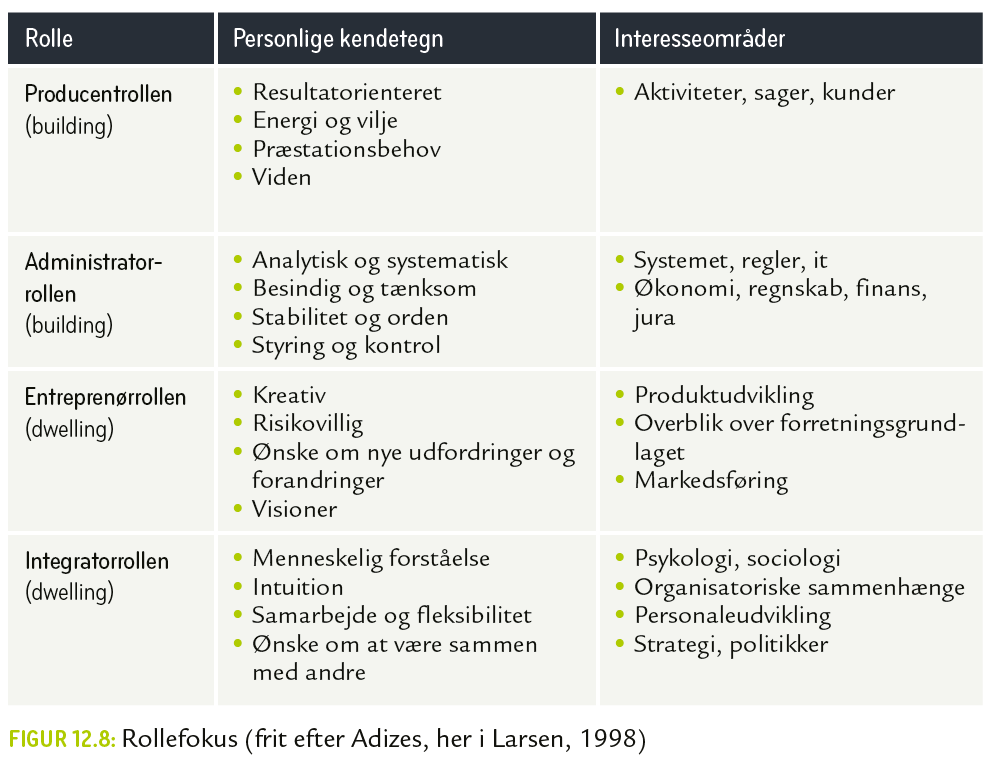 Rolle
Personlige kendetegn
Interesseområder
Producentrollen
(building)
• Resultatorienteret
• Energi og vilje
• Præstationsbehov
• Viden
• Aktiviteter, sager, kunder
Administrator-
rollen
(building)
• Analytisk og systematisk
• Besindig og tænksom
• Stabilitet og orden
• Styring og kontrol
• Systemet, regler, it
• Økonomi, regnskab, finans,
jura
Entreprenørrollen
(dwelling)
• Kreativ
• Risikovillig
• Ønske om nye udfordringer og
forandringer
• Visioner
• Produktudvikling
• Overblik over forretningsgrund-
laget
• Markedsføring
Integratorrollen
(dwelling)
• Menneskelig forståelse
• Intuition
• Samarbejde og fleksibilitet
• Ønske om at være sammen
med andre
• Psykologi, sociologi
• Organisatoriske sammenhænge
• Personaleudvikling
• Strategi, politikker
FIGUR 12.8: Rollefokus (frit efter Adizes, her i Larsen, 1998)